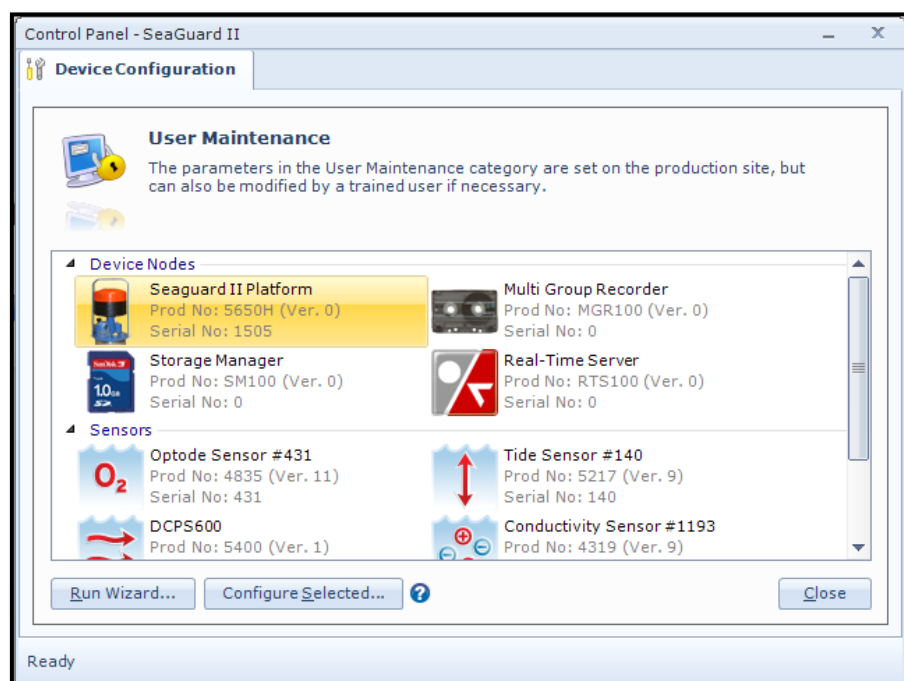 Control Panel - SeaGuard II
Device Configuration
User Maintenance
The parameters in the User Maintenance category are set on the production site, but
can also be modified by a trained user if necessary.
Device Nodes
Seaguard II Platform
Prod No: 5650H (Ver. 0)
Serial No: 1505
Multi Group Recorder
Prod No: MGR100 (Ver. 0)
Serial No: 0
Storage Manager
Prod No: SM100 (Ver. 0)
Serial No: 0
SanDisk
1.0GB
Real-Time Server
Prod No: RTS100 (Ver. 0)
Serial No: 0
Sensors
O2
Optode Sensor #431
Prod No: 4835 (Ver. 11)
Serial No: 431
Tide Sensor #140
Prod No: 5217 (Ver. 9)
Serial No: 140
DCPS600
Prod No: 5400 (Ver. 1)
Conductivity Sensor #1193
Prod No: 4319 (Ver. 9)
Run Wizard...
Configure Selected...
?
Close
Ready